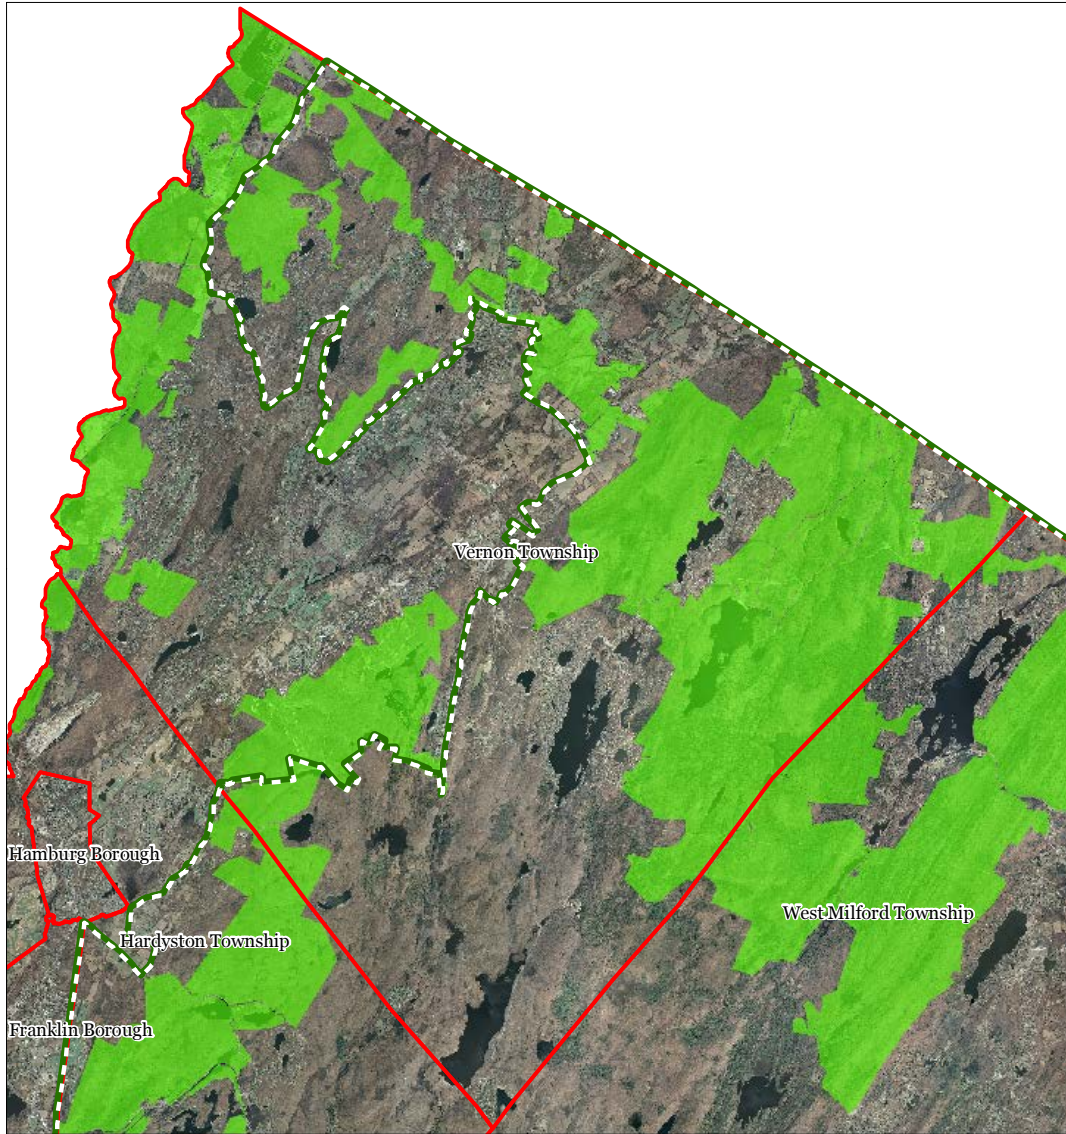 Vernon Township
Hamburg Borough
West Milford Township
Hardyston Township
Franklin Borough